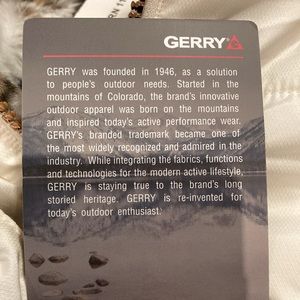 RN 11
GERRY
GERRY was founded in 1946, as a solution
to people's outdoor needs. Started in the
mountains of Colorado, the brand's innovative
outdoor apparel was born on the mountains
and inspired today's active performance wear.
GERRY's branded trademark became one of
the most widely recognized and admired in the
industry. While integrating the fabrics, functions
and technologies for the modern active lifestyle,
GERRY is staying true to the brand's long
storied heritage. GERRY is re-invented for
today's outdoor enthusiast.